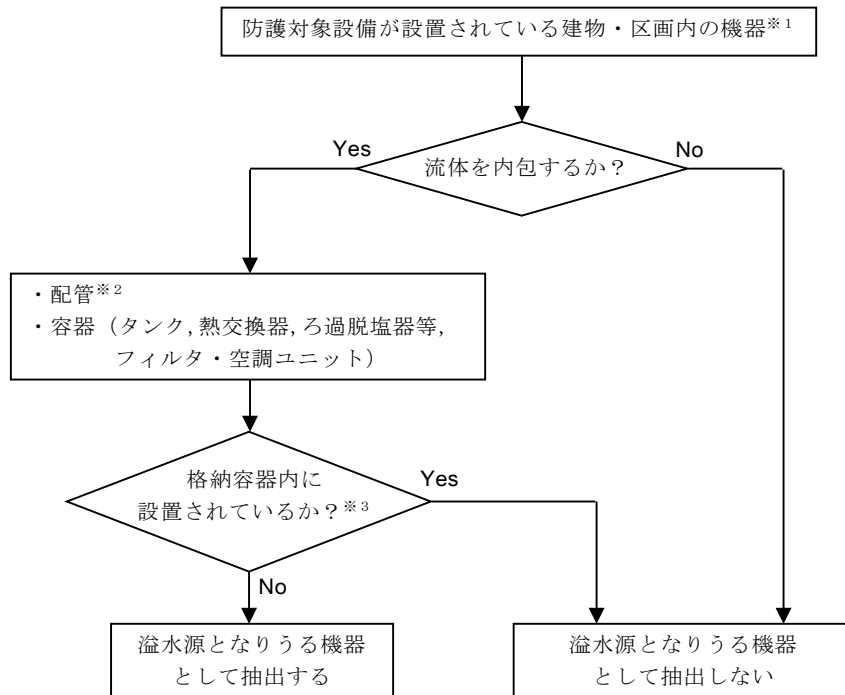 防護対象設備が設置されている建物・区画内の機器※1
Yes
No
流体を内包するか？
・配管※2
・容器（タンク,熱交換器,ろ過脱塩器等,
フィルタ・空調ユニット）
格納容器内に
設置されているか？※3
Yes
No
溢水源となりうる機器
として抽出する
溢水源となりうる機器
として抽出しない